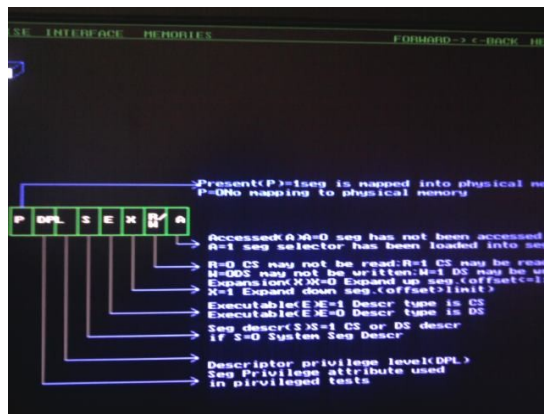 INTERFACE MEMORIES FORWARD-> <-BACK
Present(P)=1seg is mapped into physical
P=0No mapping to physical memory
P DPL S E X R/W A
Accessed(A)A=0 seg has not been accessed
A=1 seg selector has been loaded into
R=0 CS may not be read:R=1 CS may be
W=0DS may not be written:W=1 DS may be
Expansion(X)X=0 Expand up seg.(offset<=
X=1 Expand down seg.(offset>limit)
Executable(E)E=1 Descr type is CS
Executable(E)E=0 Descr type is DS
Seg descr(S)S=1 CS or DS descr
if S=0 System Seg Descr
Descriptor privilege level(DPL)
Seg Privilege attribute used
in pirvileged tests